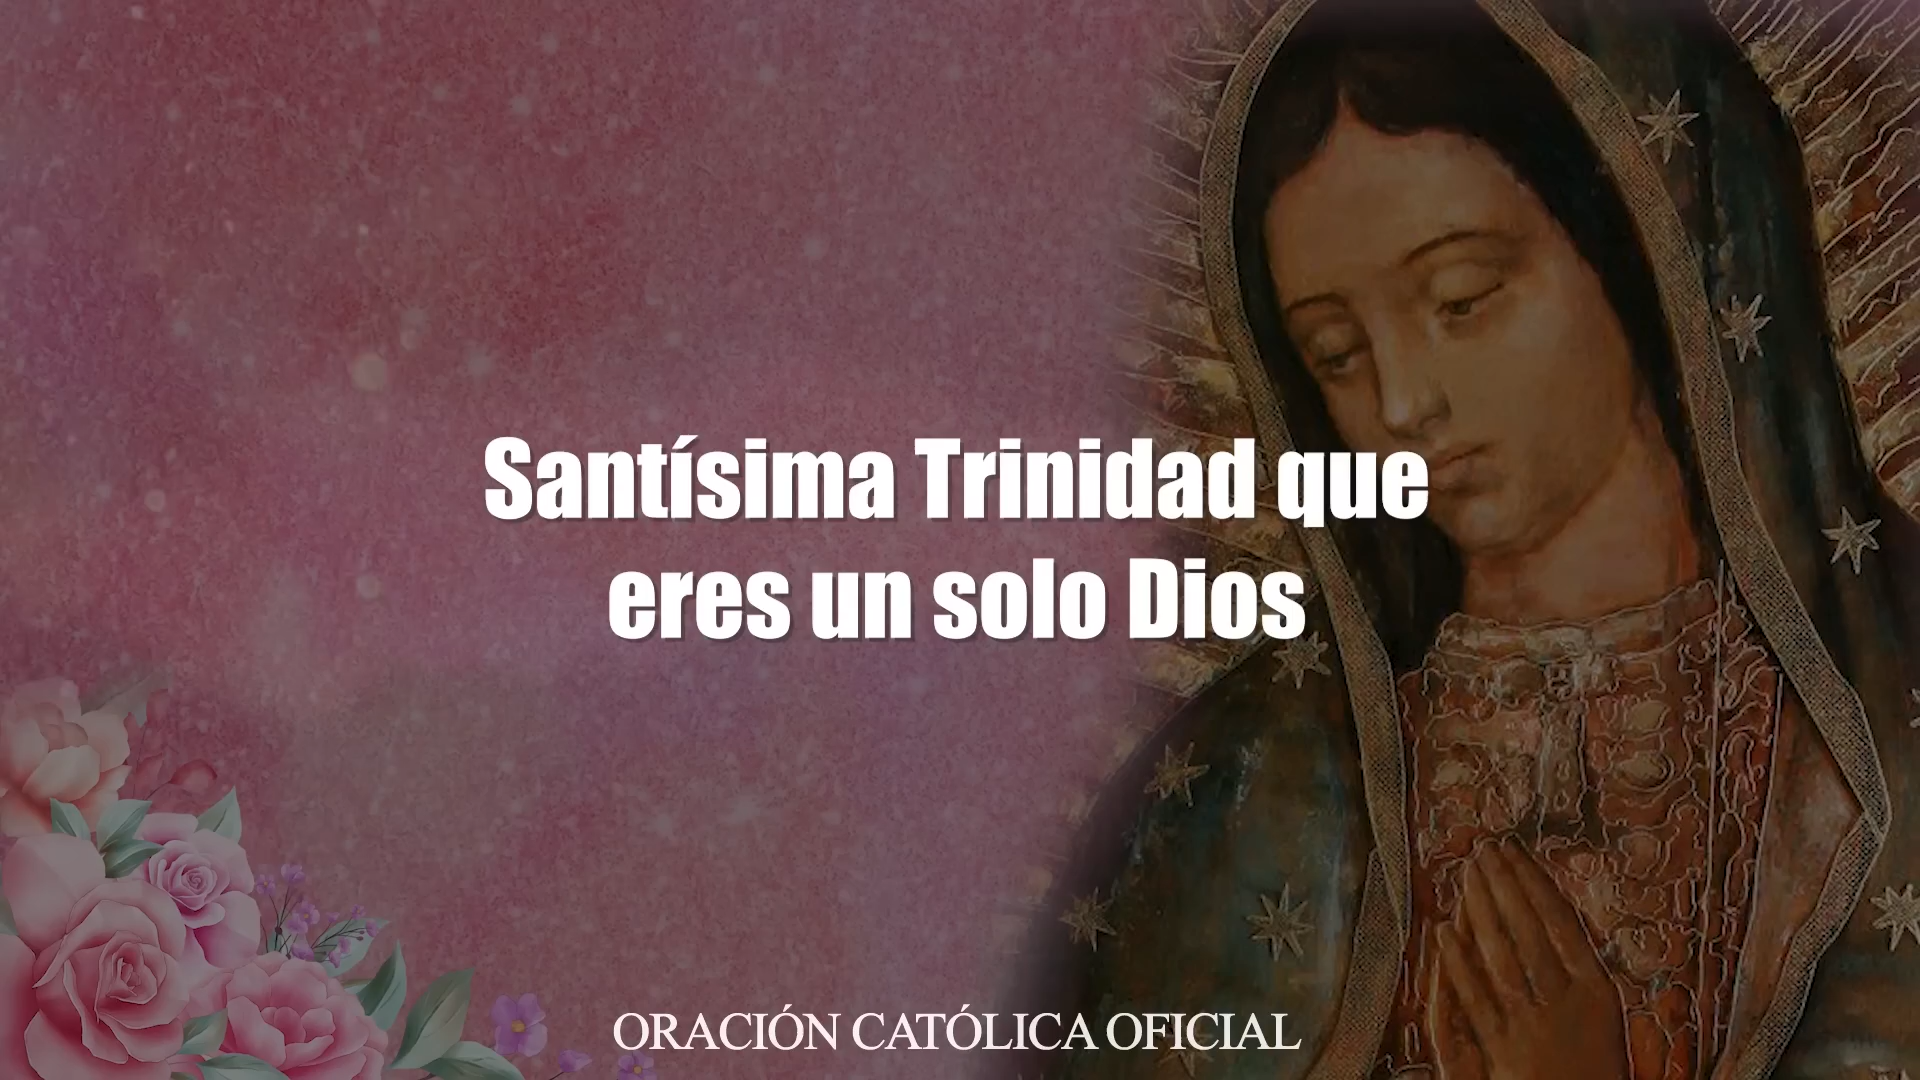 Santísima Trinidad que
eres un solo Dios
ORACIÓN CATÓLICA OFICIAL